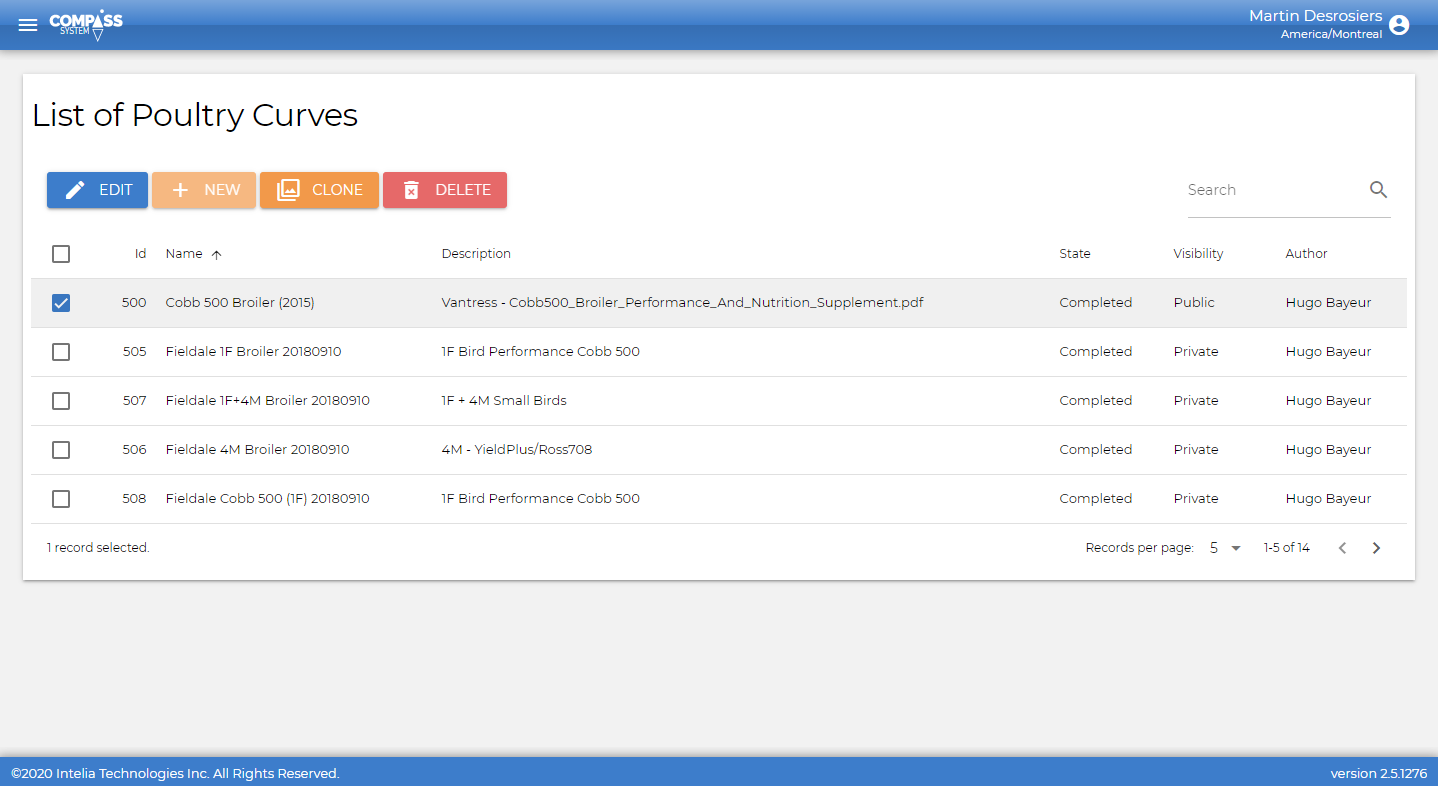 COMPASS
SYSTEM
Martin Desrosiers
America/Montreal
List of Poultry Curves
EDIT NEW CLONE DELETE Search
Id Name Description State Visibility Author
500 Cobb 500 Broiler (2015) Vantress - Cobb500_Broiler_Performance_And_Nutrition_Supplement.pdf Completed Public Hugo Bayeur
505 Fieldale 1F Broiler 20180910 1F Bird Performance Cobb 500 Completed Private Hugo Bayeur
507 Fieldale 1F+4M Broiler 20180910 1F + 4M Small Birds Completed Private Hugo Bayeur
506 Fieldale 4M Broiler 20180910 4M - YieldPlus/Ross708 Completed Private Hugo Bayeur
508 Fieldale Cobb 500 (1F) 20180910 1F Bird Performance Cobb 500 Completed Private Hugo Bayeur
1 record selected. Records per page: 5 1-5 of 14
©2020 Intelia Technologies Inc. All Rights Reserved. version 2.5.1276